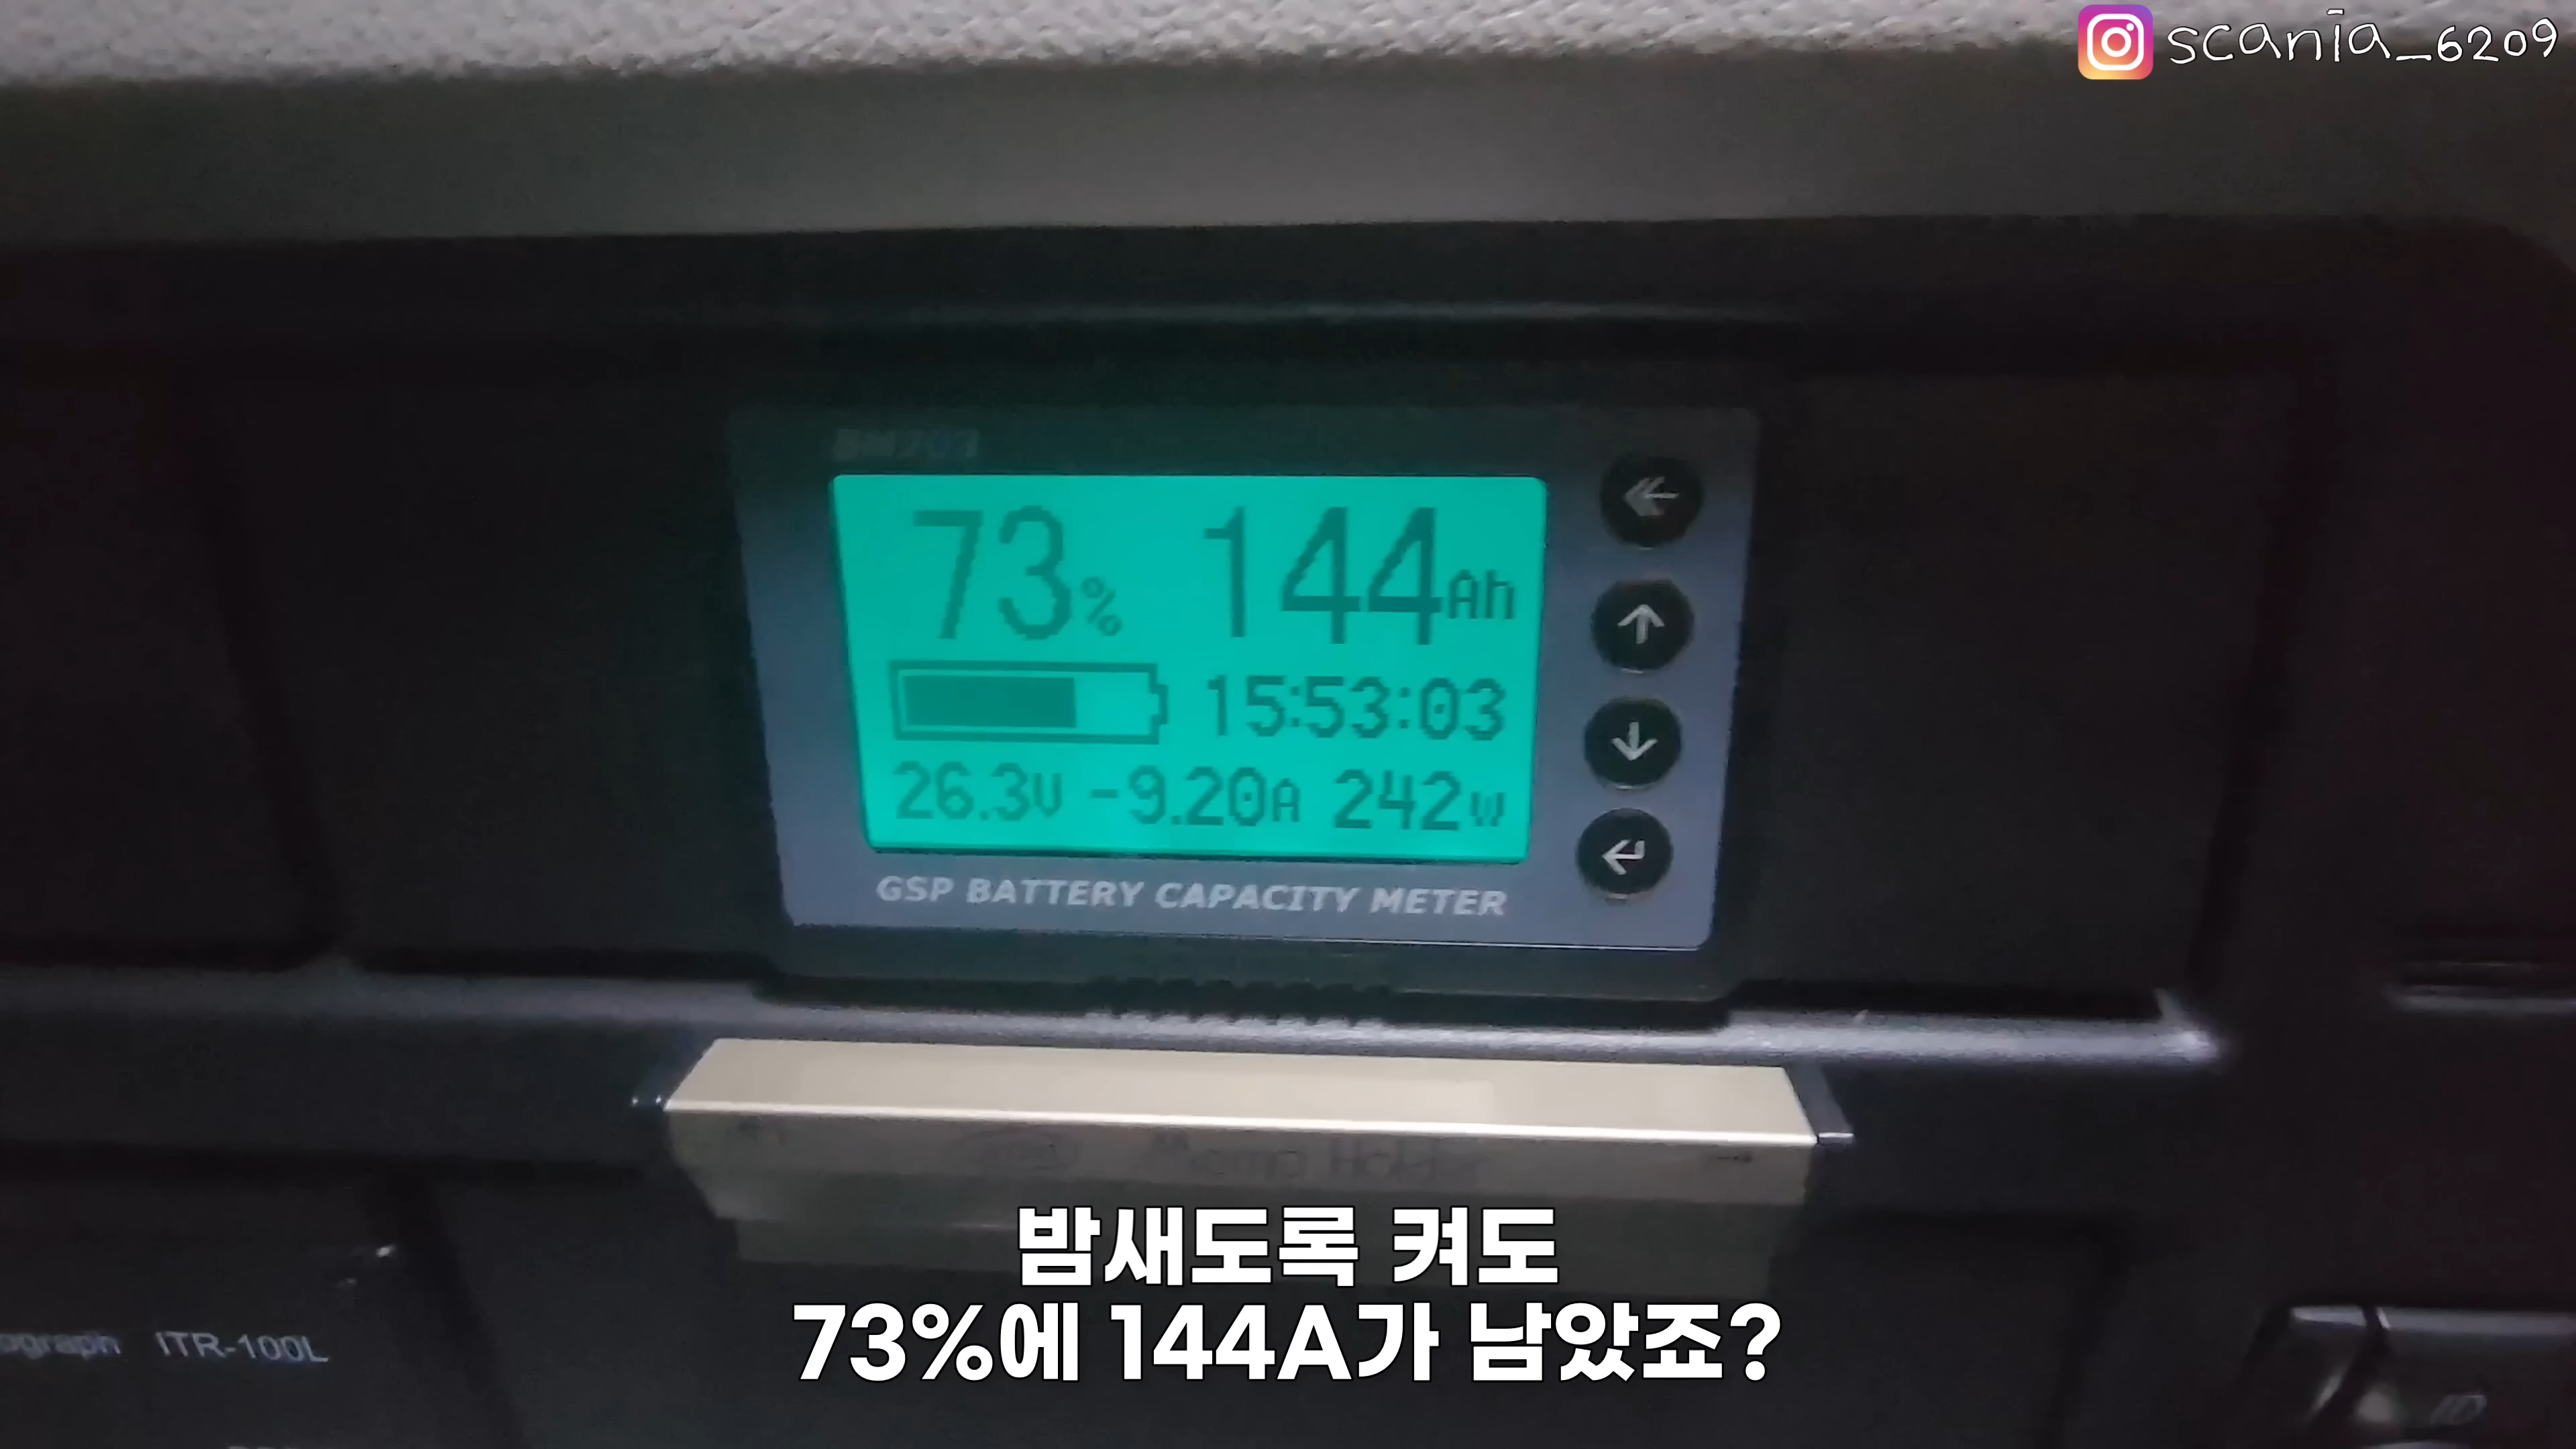 scania_6209
73% 144Ah
15:53:03
26.3V -9.20A 242W
GSP BATTERY CAPACITY METER
밤새도록 켜도
73%에 144A가 남았죠?
ITR-100L